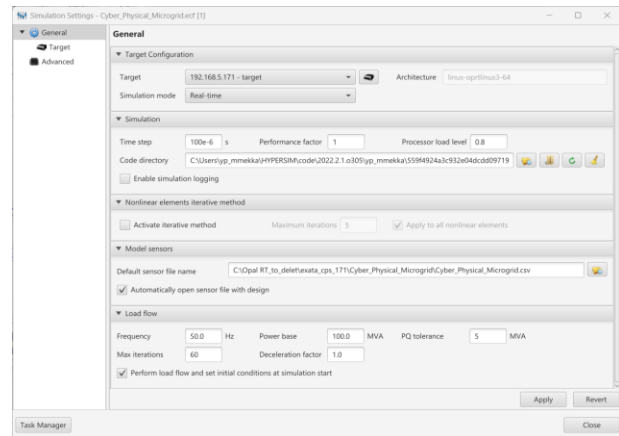 Simulation Settings - Cyber_Physical_Microgrid.ecf [1]
General
Target
Advanced
General
Target Configuration
Target 192.168.5.171 - target Architecture linux-oprtlinux3-64
Simulation mode Real-time
Simulation
Time step 100e-6 s Performance factor 1 Processor load level 0.8
Code directory C:\Users\yp_mmekka\HYPERSIM\code\2022.2.1.o305\yp_mmekka\559f4924a3c932e04dcdd09719
Enable simulation logging
Nonlinear elements iterative method
Activate iterative method Maximum iterations 5 Apply to all nonlinear elements
Model sensors
Default sensor file name C:\Opal RT_to_delet\exata_cps_171\Cyber_Physical_Microgrid\Cyber_Physical_Microgrid.csv
Automatically open sensor file with design
Load flow
Frequency 50.0 Hz Power base 100.0 MVA PQ tolerance 5 MVA
Max iterations 60 Deceleration factor 1.0
Perform load flow and set initial conditions at simulation start
Apply Revert
Task Manager Close